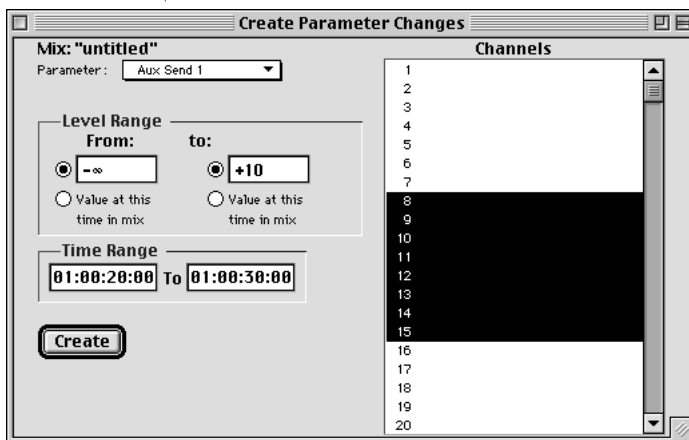 Create Parameter Changes
Mix: "untitled"
Parameter: Aux Send 1
Level Range
From: to:
-∞ +10
Value at this time in mix
Value at this time in mix
Time Range
01:00:20:00 To 01:00:30:00
Create
Channels
1
2
3
4
5
6
7
8
9
10
11
12
13
14
15
16
17
18
19
20